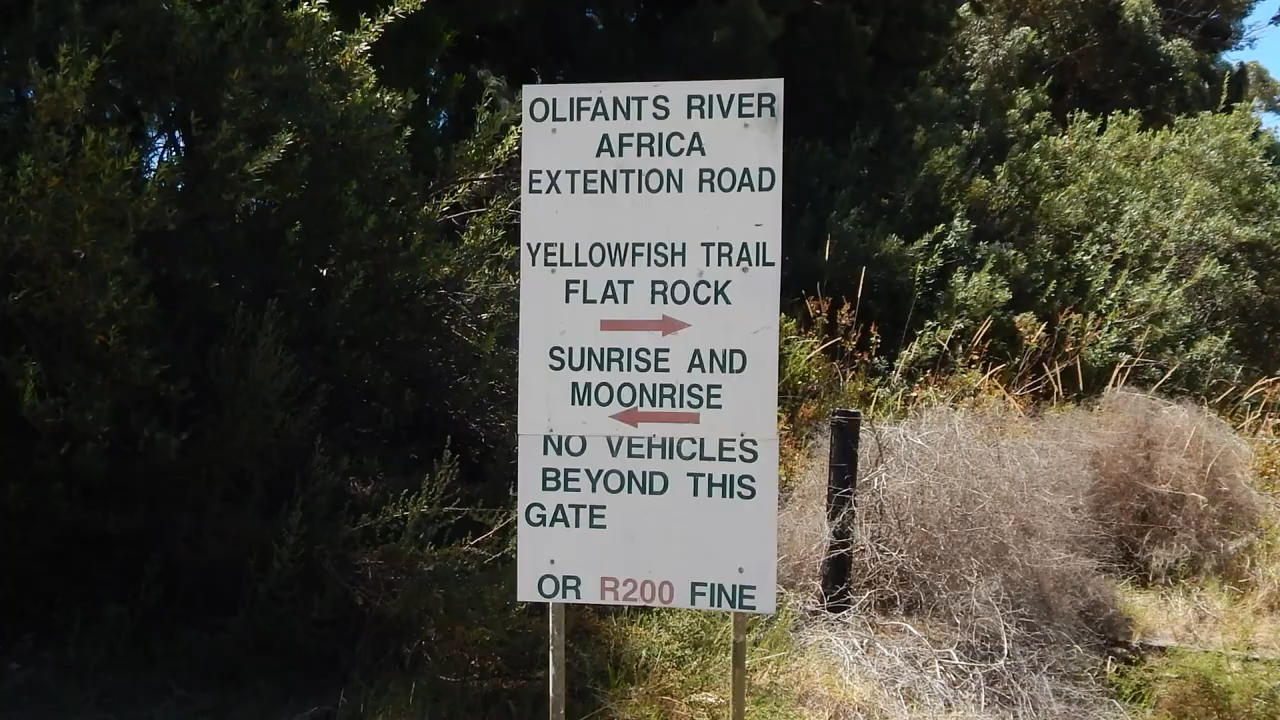 OLIFANTS RIVER
AFRICA
EXTENTION ROAD
YELLOWFISH TRAIL
FLAT ROCK
SUNRISE AND
MOONRISE
NO VEHICLES
BEYOND THIS
GATE
OR R200 FINE